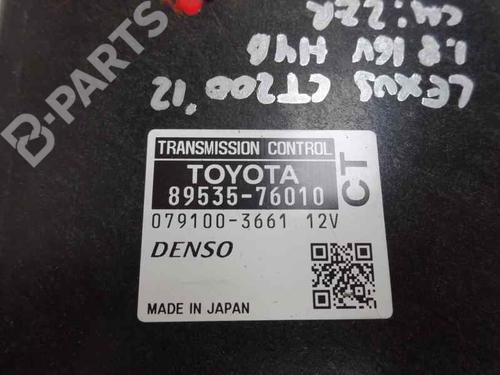 LEXUS CT200 '12
1.8 16V HYB
CM: 2ZR
B-PARTS
TRANSMISSION CONTROL
TOYOTA
89535-76010
CT
079100-3661 12V
DENSO
MADE IN JAPAN